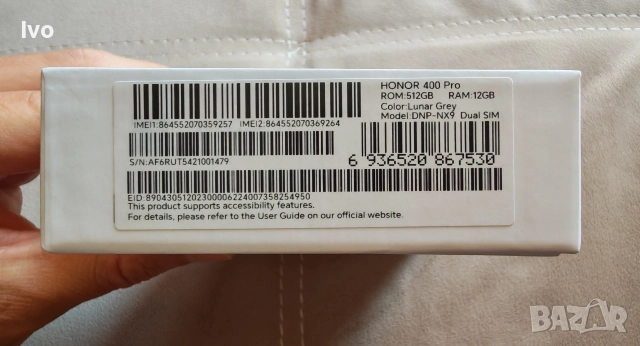 Ivo
HONOR 400 Pro
ROM:512GB RAM:12GB
Color:Lunar Grey
Model:DNP-NX9 Dual SIM
IMEI1:864552070359257 IMEI2:864552070369264
S/N:AF6RUT5421001479
6 936520 867530
EID:89043051202300006224007358254950
This product supports accessibility features.
For details, please refer to the User Guide on our official website.
BAZAR